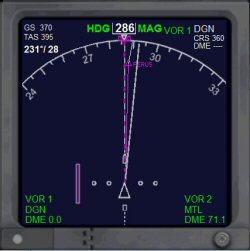 GS 370
TAS 395
231°/ 28
HDG 286 MAG
VOR 1
DGN
CRS 360
DME ----
24
27
30
33
VOR 1
DGN
DME 0.0
VOR 2
MTL
DME 71.1